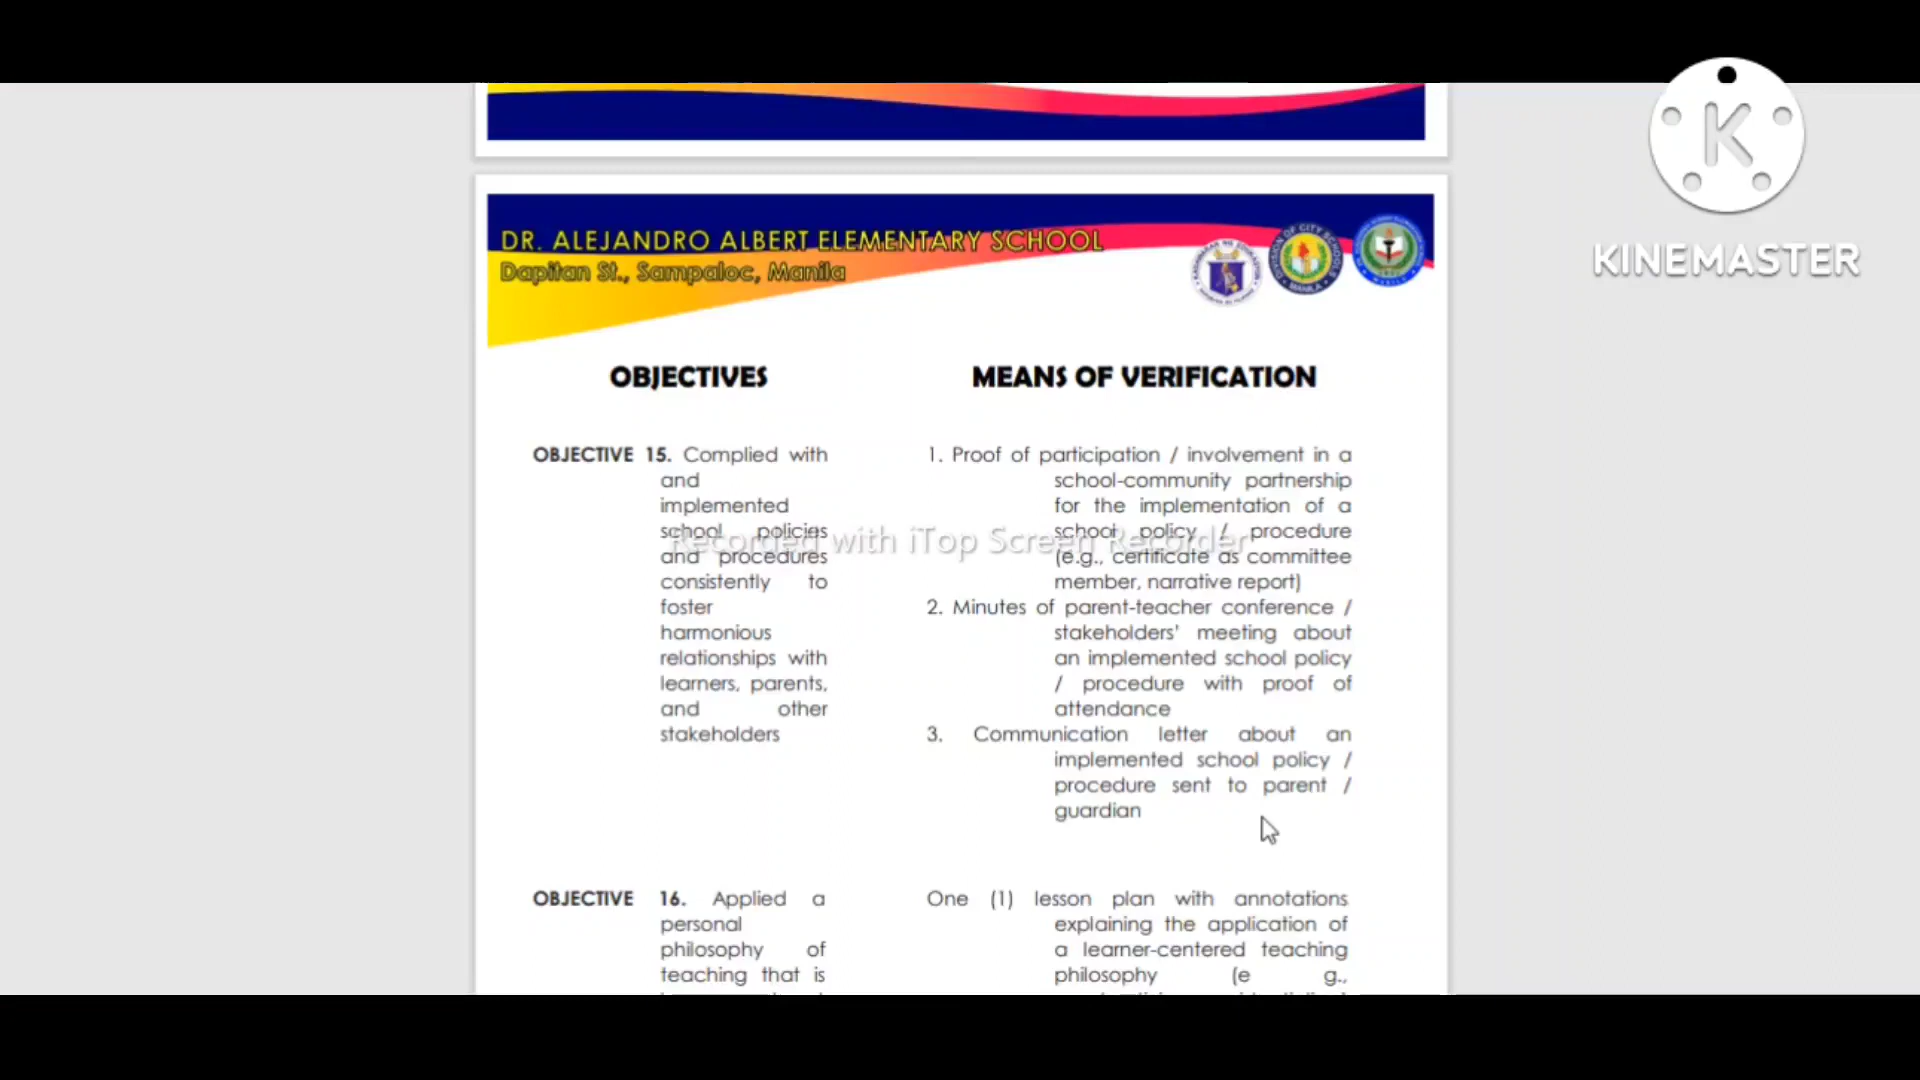 KINEMASTER
DR. ALEJANDRO ALBERT ELEMENTARY SCHOOL
Dapitan St., Sampaloc, Manila
OBJECTIVES
MEANS OF VERIFICATION
OBJECTIVE 15. Complied with
and
implemented
school policies
and procedures
consistently to
foster
harmonious
relationships with
learners, parents,
and other
stakeholders
1. Proof of participation / involvement in a
school-community partnership
for the implementation of a
school policy / procedure
(e.g., certificate as committee
member, narrative report)
2. Minutes of parent-teacher conference /
stakeholders' meeting about
an implemented school policy
/ procedure with proof of
attendance
3. Communication letter about an
implemented school policy /
procedure sent to parent /
guardian
Recorded with iTop Screen Recorder
OBJECTIVE 16. Applied a
personal
philosophy of
teaching that is
One (1) lesson plan with annotations
explaining the application of
a learner-centered teaching
philosophy (e g.,